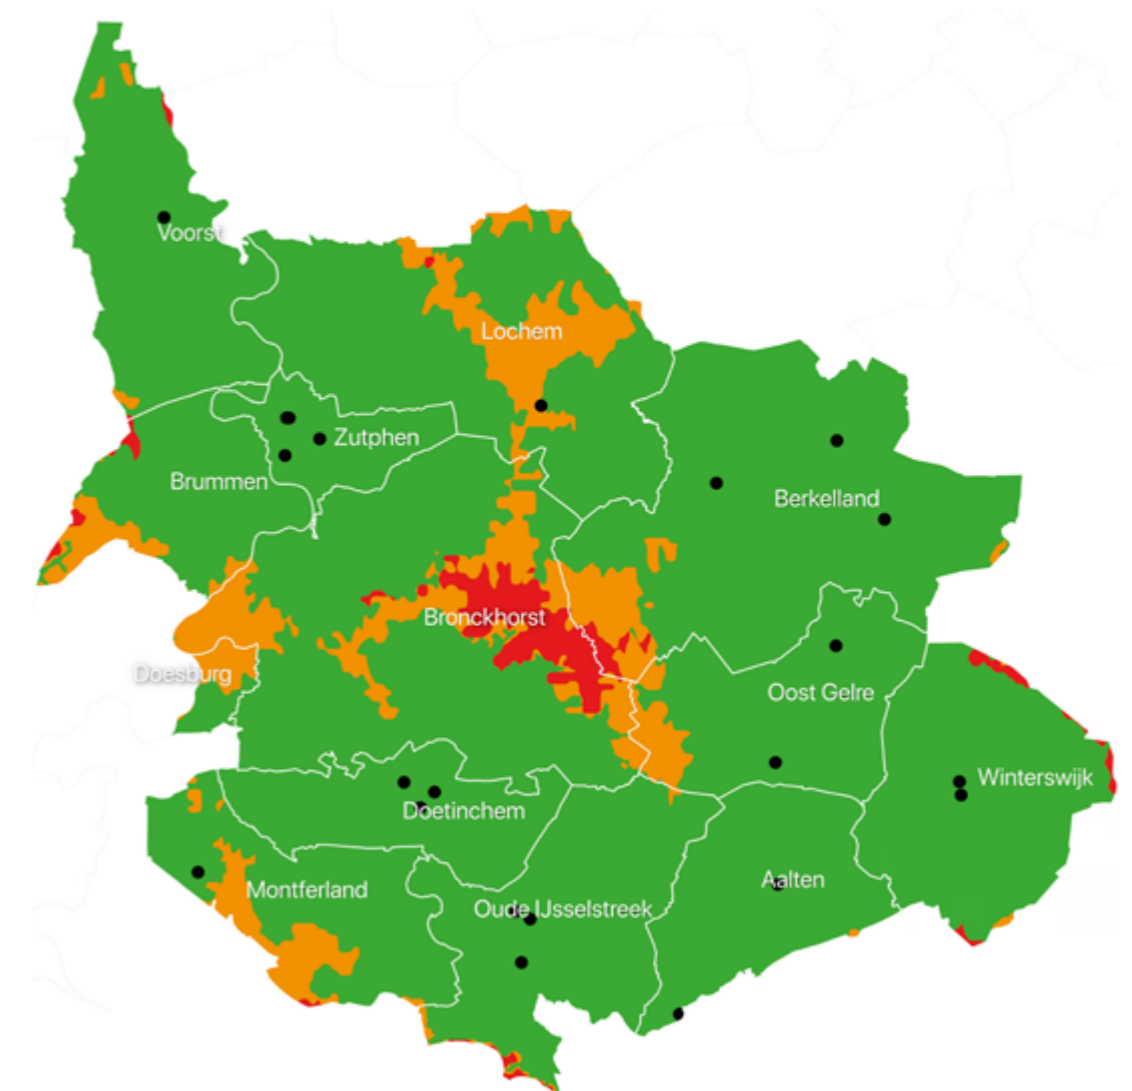 Voorst
Lochem
Zutphen
Brummen
Berkelland
Bronckhorst
Doesburg
Oost Gelre
Winterswijk
Doetinchem
Aalten
Montferland
Oude IJsselstreek